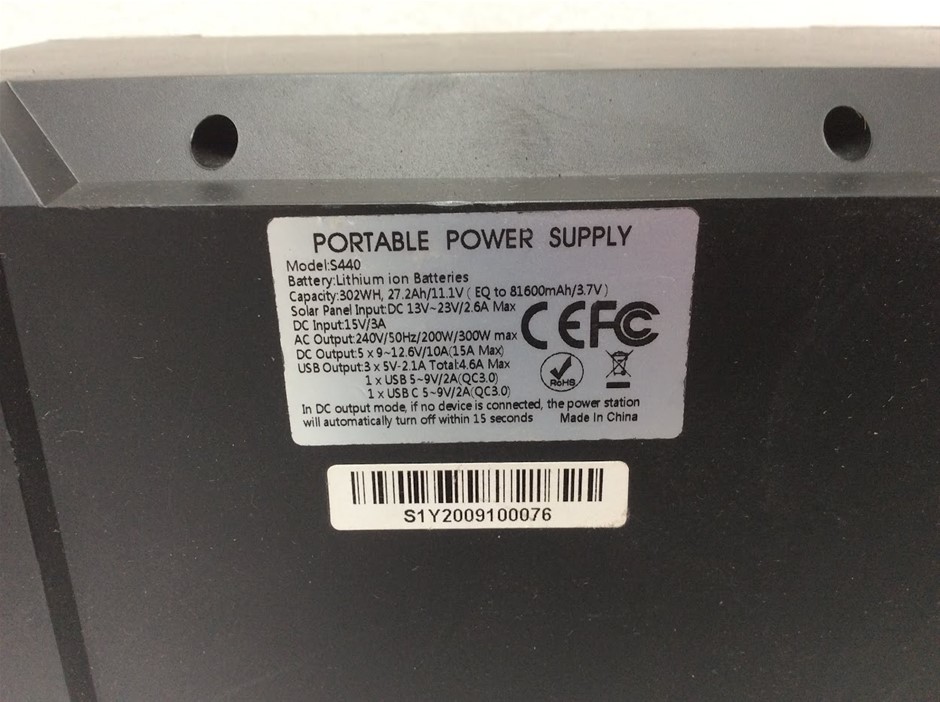 PORTABLE POWER SUPPLY
Model:S440
Battery:Lithium ion Batteries
Capacity:302WH, 27.2Ah/11.1V ( EQ to 81600mAh/3.7V )
Solar Panel Input:DC 13V~23V/2.6A Max
DC Input:15V/3A
AC Output:240V/50Hz/200W/300W max
DC Output:5 x 9~12.6V/10A(15A Max)
USB Output:3 x 5V-2.1A Total:4.6A Max
1 x USB 5~9V/2A(QC3.0)
1 x USB C 5~9V/2A(QC3.0)
CE FC
RoHS
In DC output mode, if no device is connected, the power station
will automatically turn off within 15 seconds Made In China
S1Y2009100076